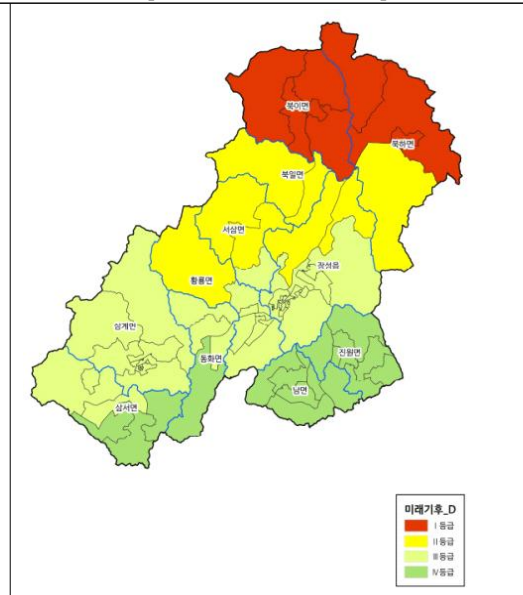 북이면
북하면
북일면
서삼면
장성읍
황룡면
삼계면
동화면
진원면
남면
삼서면
미래기후_D
I 등급
II 등급
III 등급
IV 등급